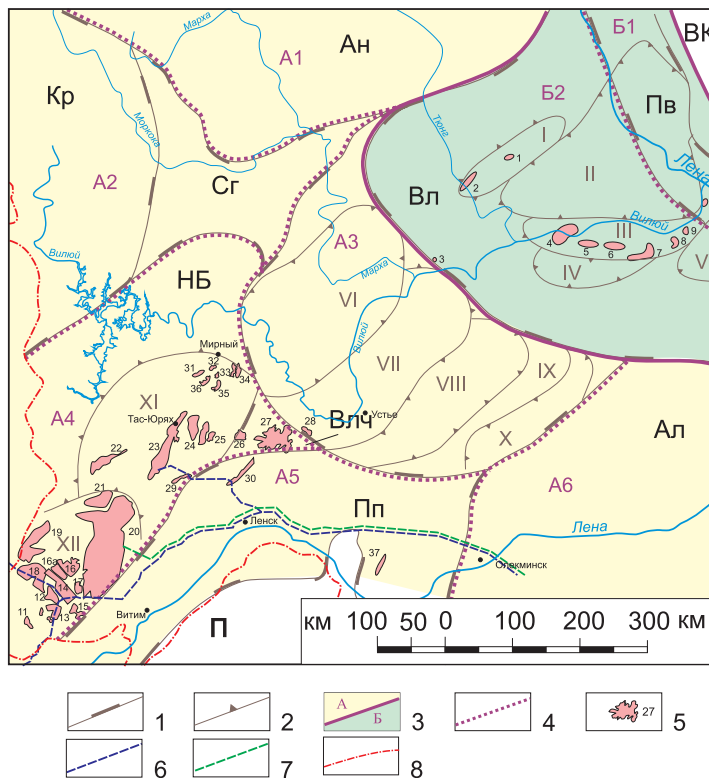 Ан
Б1
ВК
Марха
А1
Кр
Моркока
Б2
Пв
Тюнг
I
1
2
II
Лена
А2
Сг
Вл
Вилюй
III
4
5
6
7
8
9
IV
V
А3
3
Вилюй
НБ
Марха
VI
Вилюй
Мирный
32
31
33
34
36
35
VII
VIII
IX
XI
А4
Тас-Юрях
27
28
Влч
Устье
X
Ал
22
23
24
25
26
А5
А6
29
30
21
20
Пп
Ленск
Лена
19
XII
16а
16
18
14
17
12
13
15
11
37
Олекминск
Витим
П
км
100
50
0
100
200
300
км
1
2
А
Б
3
4
27
5
6
7
8